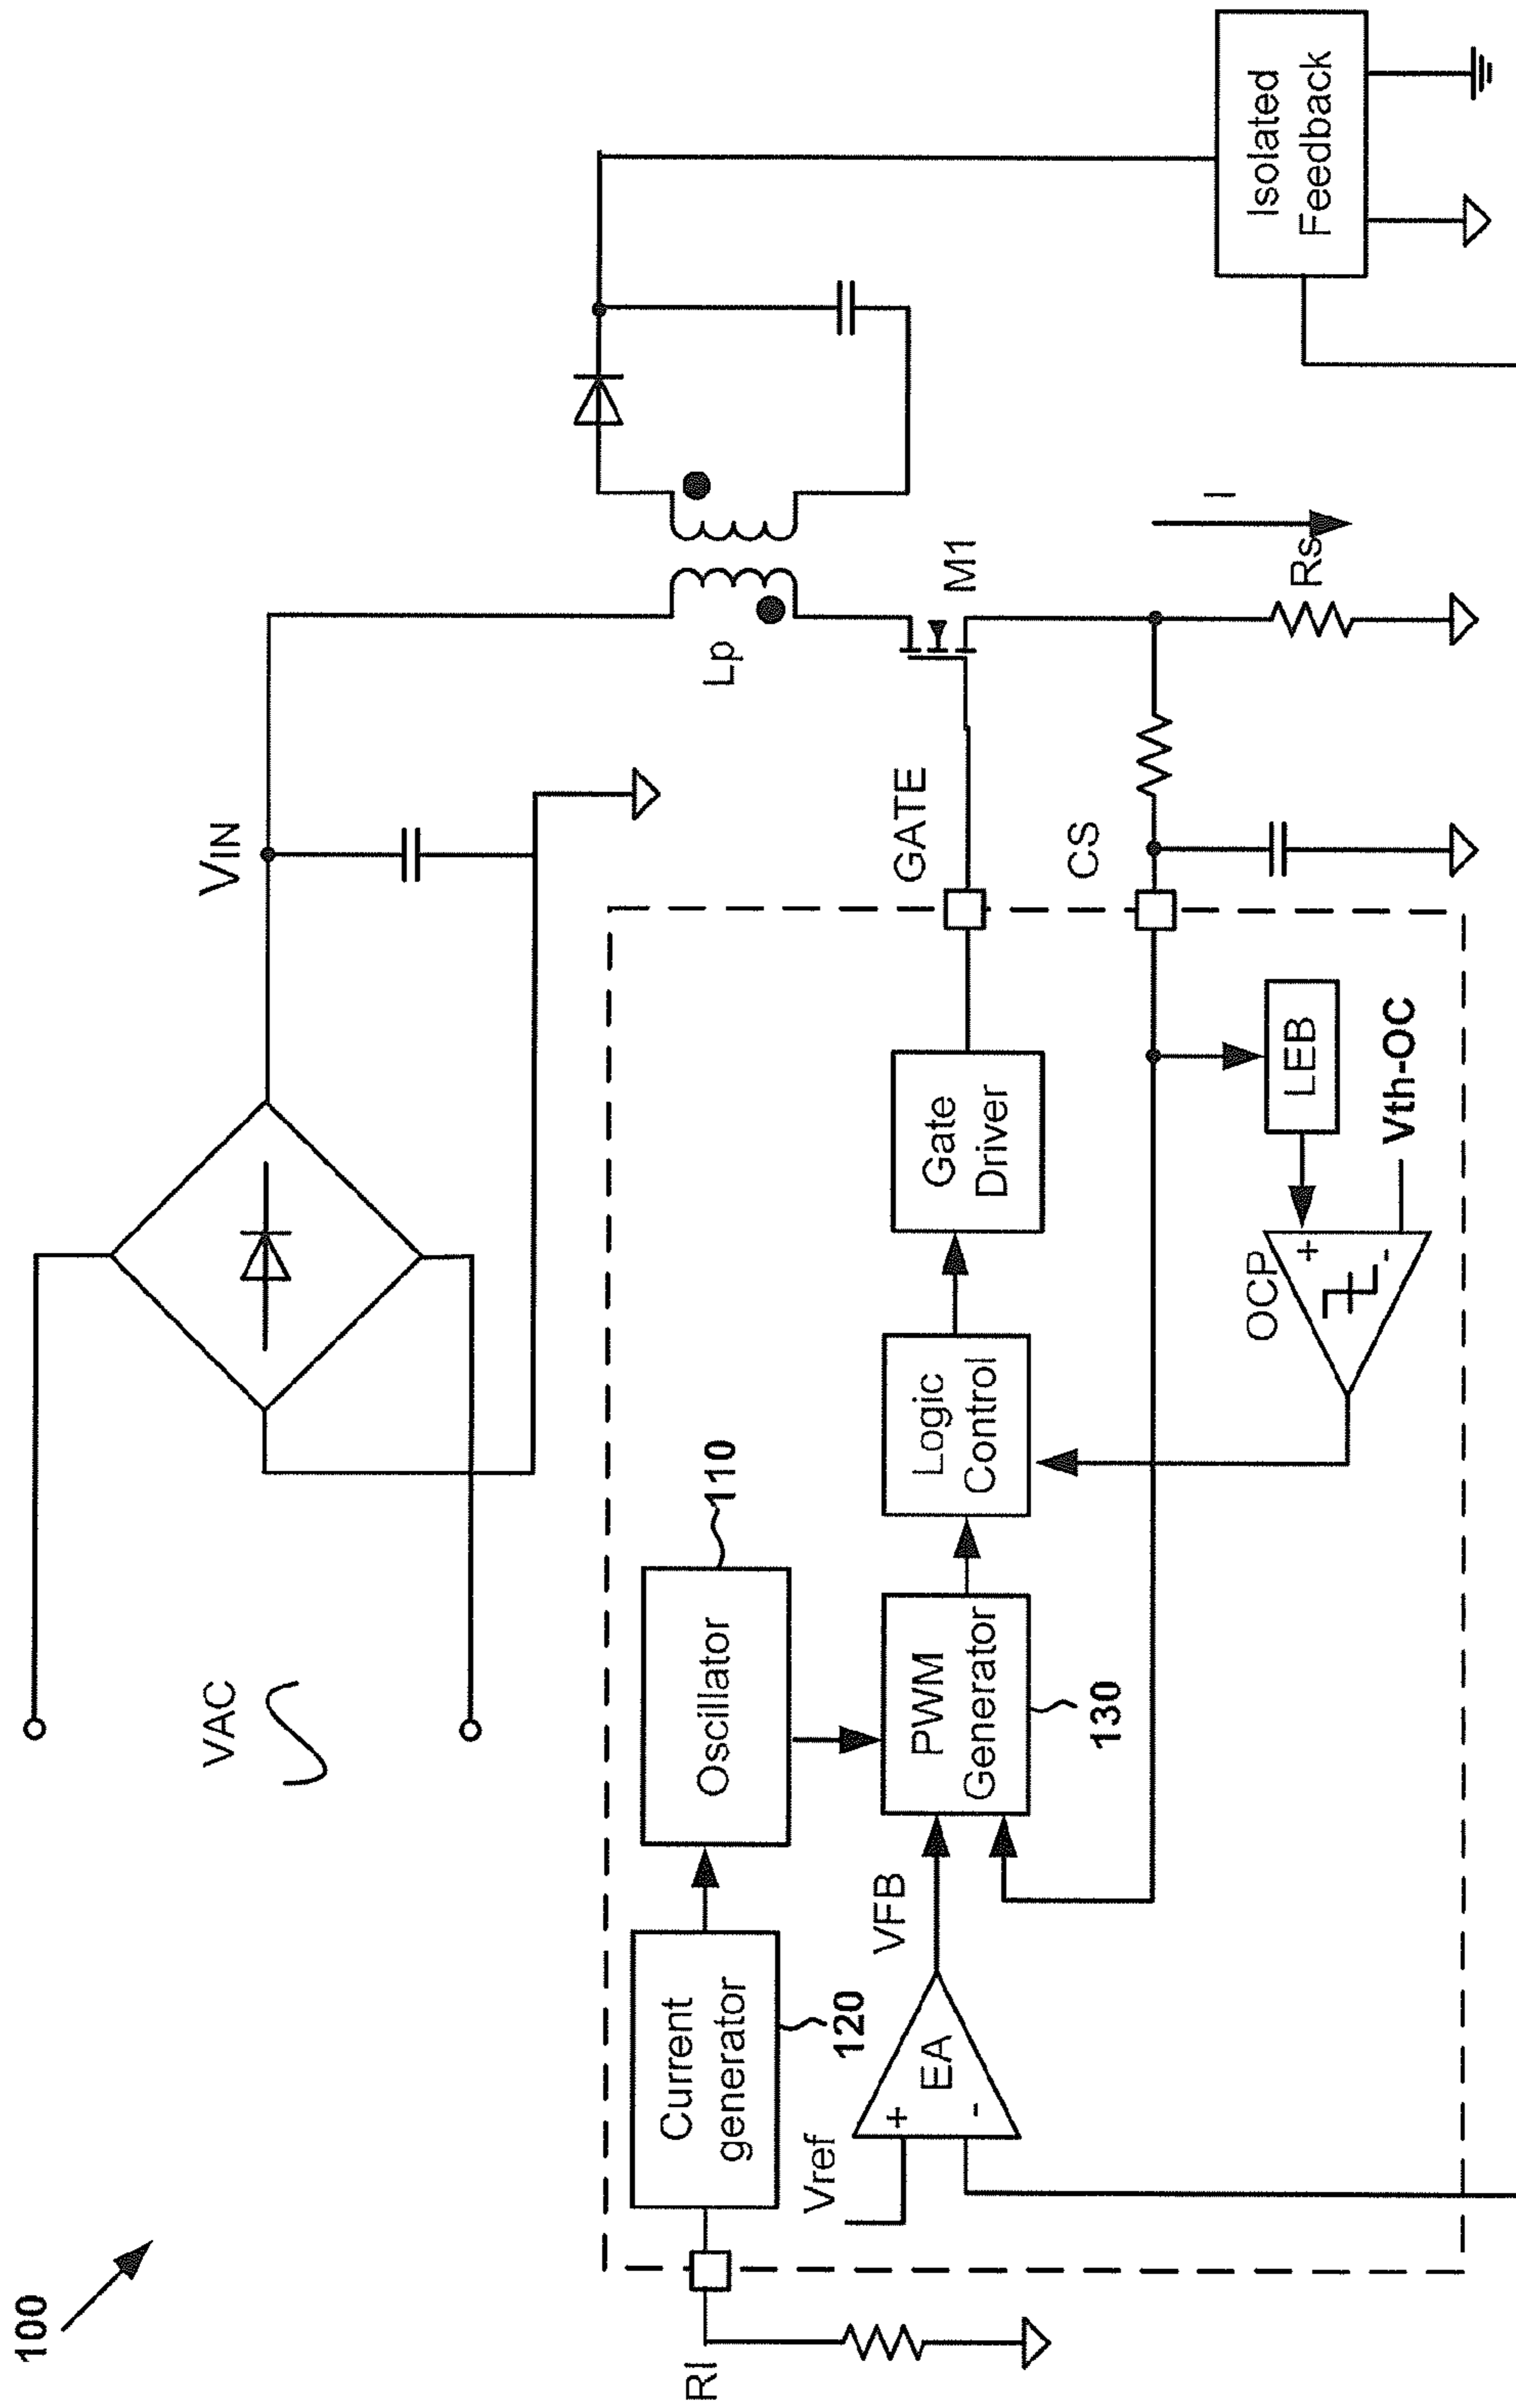 100
VAC
VIN
Lp
M1
I
Rs
GATE
CS
RI
Current
generator
120
Oscillator
110
Vref
+
-
EA
VFB
PWM
Generator
130
Logic
Control
Gate
Driver
LEB
Vth-OC
OCP
+
-
Isolated
Feedback